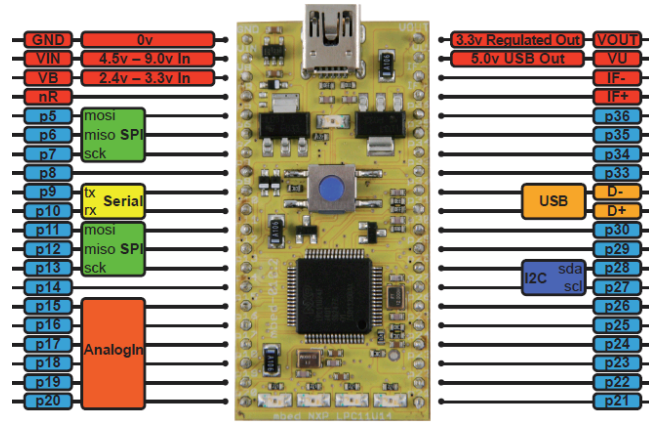 GND 0v
VIN 4.5v – 9.0v In
VB 2.4v – 3.3v In
nR
p5 mosi
p6 miso SPI
p7 sck
p8
p9 tx
Serial
p10 rx
p11 mosi
p12 miso SPI
p13 sck
p14
p15
p16
p17 AnalogIn
p18
p19
p20
GND
VIN
VOUT
mbed NXP LPC11U24
3.3v Regulated Out VOUT
5.0v USB Out VU
IF-
IF+
p36
p35
p34
p33
D-
USB
D+
p30
p29
I2C sda p28
scl p27
p26
p25
p24
p23
p22
p21